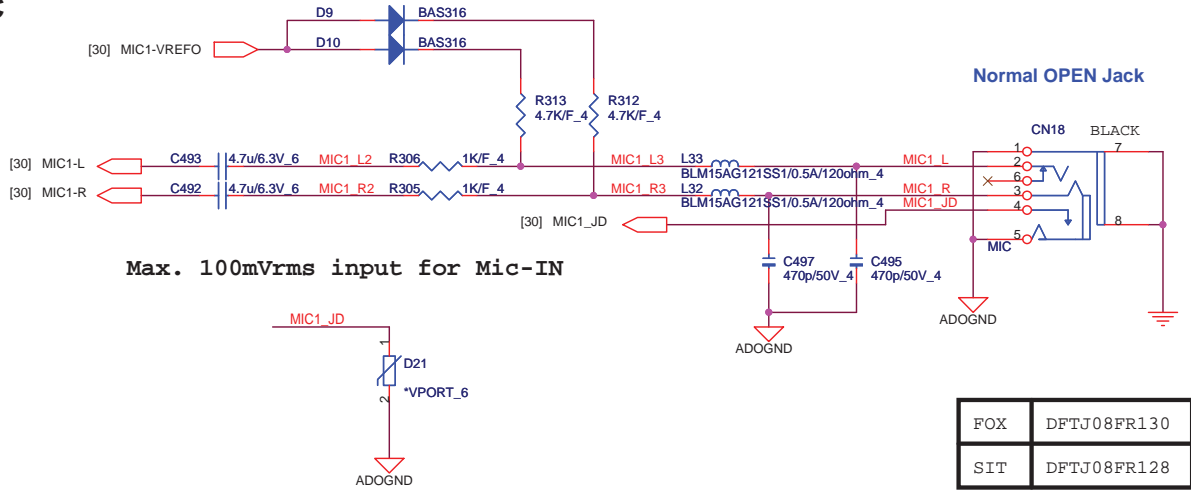 D9 BAS316
[30] MIC1-VREFO
D10 BAS316
Normal OPEN Jack
R313 R312
4.7K/F_4 4.7K/F_4
CN18 BLACK
1 7
[30] MIC1-L C493 4.7u/6.3V_6 MIC1_L2 R306 1K/F_4 MIC1_L3 L33 MIC1_L 2
BLM15AG121SS1/0.5A/120ohm_4
6
[30] MIC1-R C492 4.7u/6.3V_6 MIC1_R2 R305 1K/F_4 MIC1_R3 L32 MIC1_R 3
BLM15AG121SS1/0.5A/120ohm_4 MIC1_JD 4
[30] MIC1_JD 8
5
MIC
Max. 100mVrms input for Mic-IN
C497 C495
470p/50V_4 470p/50V_4
ADOGND
MIC1_JD
ADOGND
1
D21
*VPORT_6
2
ADOGND
FOX DFTJ08FR130
SIT DFTJ08FR128